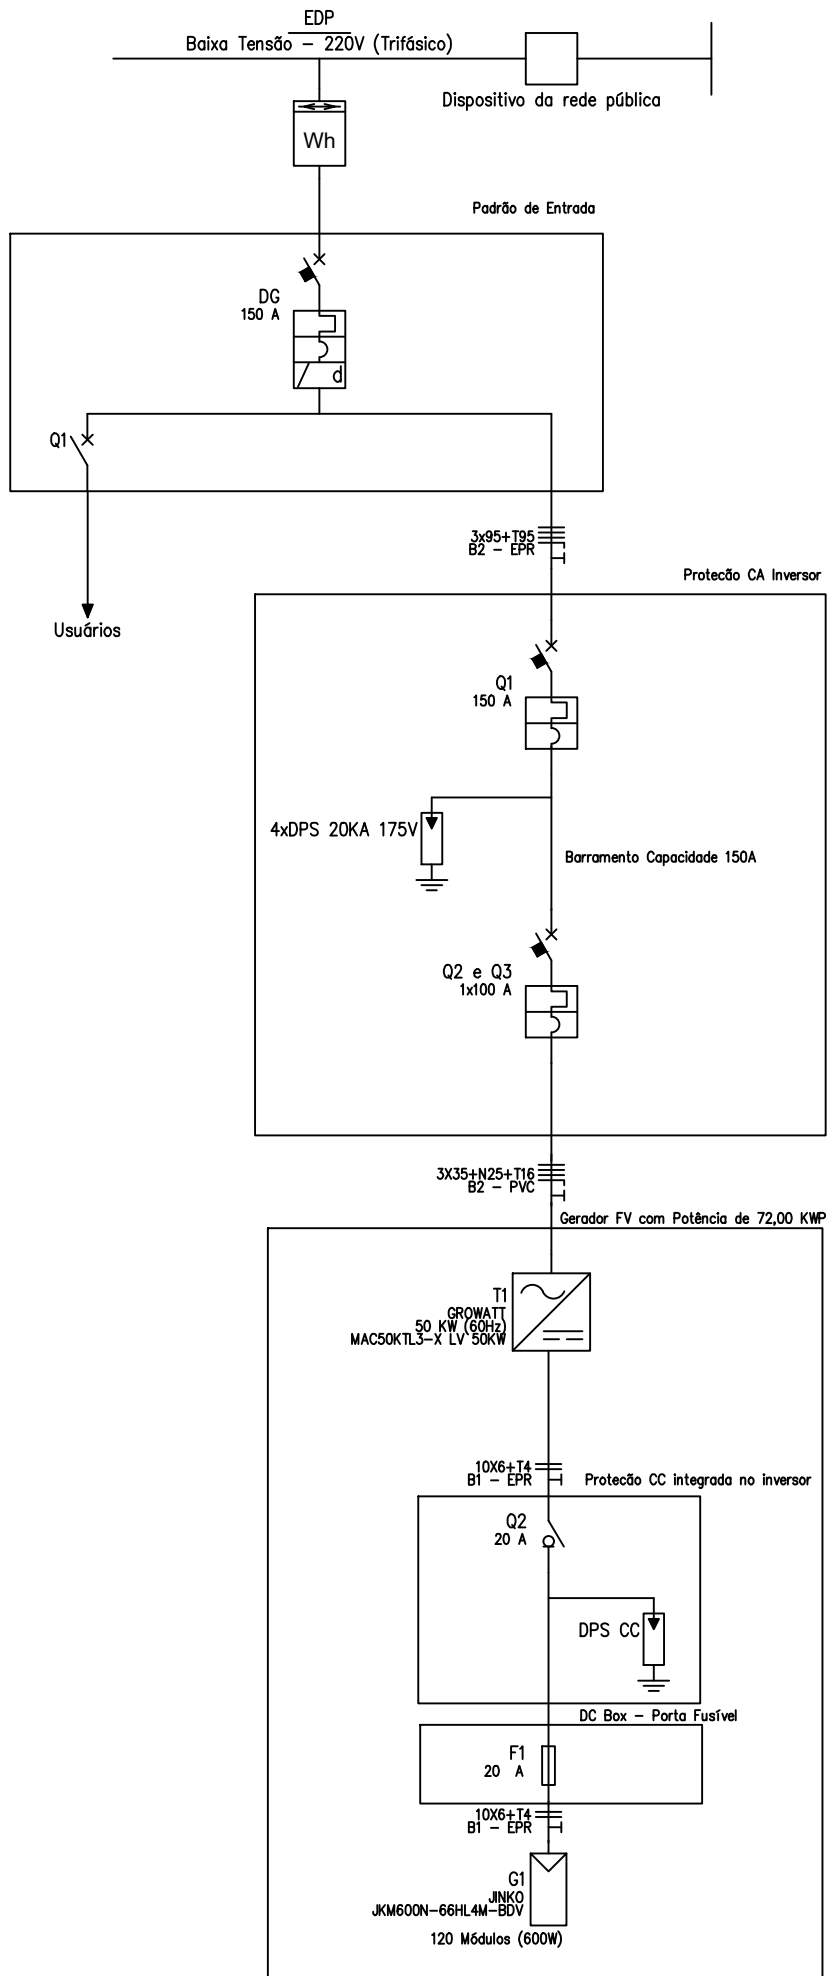 EDP
Baixa Tensão - 220V (Trifásico)
Dispositivo da rede pública
Wh
Padrão de Entrada
DG
150 A
d
Q1
3x95+T95
B2 - EPR
Protecão CA Inversor
Usuários
Q1
150 A
4xDPS 20KA 175V
Barramento Capacidade 150A
Q2 e Q3
1x100 A
3X35+N25+T16
B2 - PVC
Gerador FV com Potência de 72,00 KWP
T1
GROWATT
50 KW (60Hz)
MAC50KTL3-X LV 50KW
10X6+T4
B1 - EPR
Protecão CC integrada no inversor
Q2
20 A
DPS CC
DC Box - Porta Fusível
F1
20 A
10X6+T4
B1 - EPR
G1
JINKO
JKM600N-66HL4M-BDV
120 Módulos (600W)